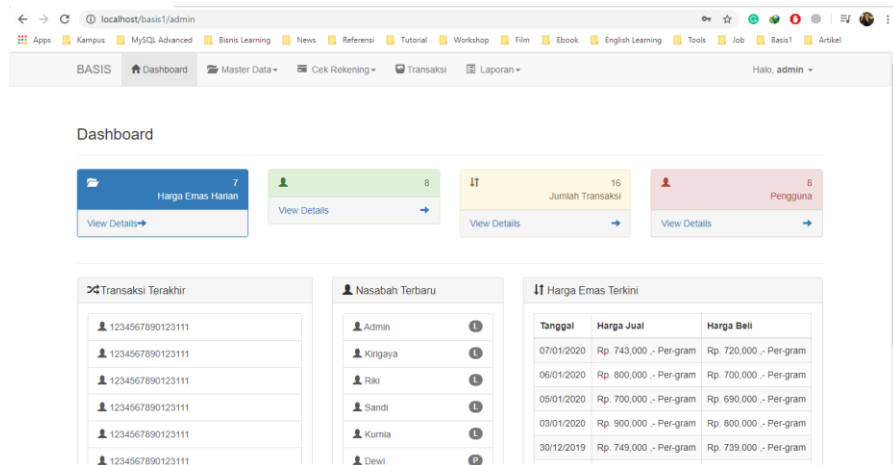 localhost/basis1/admin
Apps Kampus MySQL Advanced Bisnis Learning News Referensi Tutorial Workshop Film Ebook English Learning Tools Job Basis1 Artikel
BASIS Dashboard Master Data Cek Rekening Transaksi Laporan Halo, admin
Dashboard
7
Harga Emas Harian
View Details
8
View Details
16
Jumlah Transaksi
View Details
8
Pengguna
View Details
Transaksi Terakhir
1234567890123111
1234567890123111
1234567890123111
1234567890123111
1234567890123111
1234567890123111
Nasabah Terbaru
Admin L
Kirigaya L
Riki L
Sandi L
Kurnia L
Dewi P
Harga Emas Terkini
Tanggal Harga Jual Harga Beli
07/01/2020 Rp. 743,000 ,- Per-gram Rp. 720,000 ,- Per-gram
06/01/2020 Rp. 800,000 ,- Per-gram Rp. 700,000 ,- Per-gram
05/01/2020 Rp. 700,000 ,- Per-gram Rp. 690,000 ,- Per-gram
03/01/2020 Rp. 900,000 ,- Per-gram Rp. 800,000 ,- Per-gram
30/12/2019 Rp. 749,000 ,- Per-gram Rp. 739,000 ,- Per-gram